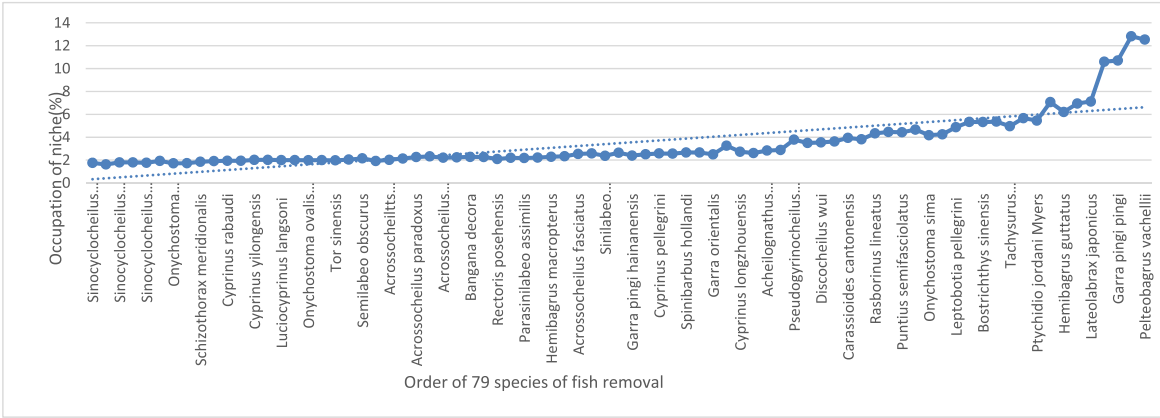 14
12
10
8
6
4
2
0
Occupation of niche(%)
Sinocyclocheilus…
Sinocyclocheilus…
Sinocyclocheilus…
Onychostoma…
Schizothorax meridionalis
Cyprinus rabaudi
Cyprinus yilongensis
Luciocyprinus langsoni
Onychostoma ovalis…
Tor sinensis
Semilabeo obscurus
Acrossocheiltts…
Acrossocheilus paradoxus
Acrossocheilus…
Bangana decora
Rectoris posehensis
Parasinilabeo assimilis
Hemibagrus macropterus
Acrossocheilus fasciatus
Sinilabeo…
Garra pingi hainanensis
Cyprinus pellegrini
Spinibarbus hollandi
Garra orientalis
Cyprinus longzhouensis
Acheilognathus…
Pseudogyrinocheilus…
Discocheilus wui
Carassioides cantonensis
Rasborinus lineatus
Puntius semifasciolatus
Onychostoma sima
Leptobotia pellegrini
Bostrichthys sinensis
Tachysurus…
Ptychidio jordani Myers
Hemibagrus guttatus
Lateolabrax japonicus
Garra pingi pingi
Pelteobagrus vachellii
Order of 79 species of fish removal